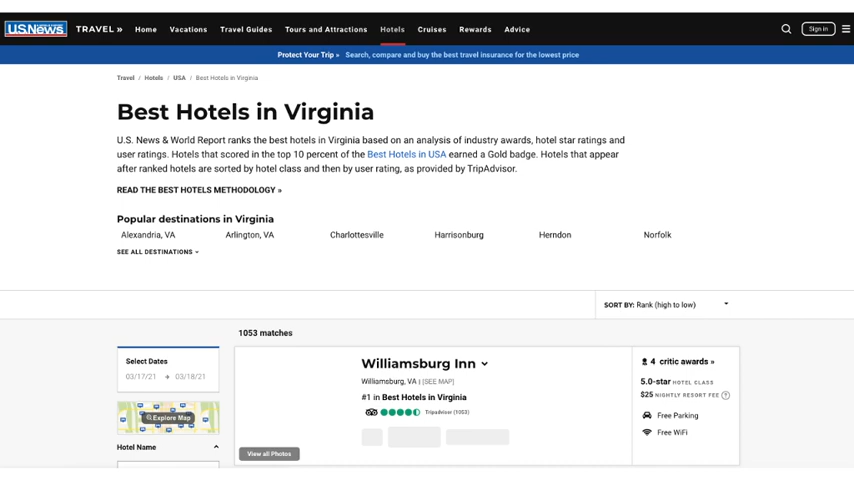 U.S.News TRAVEL » Home Vacations Travel Guides Tours and Attractions Hotels Cruises Rewards Advice Sign in
Protect Your Trip » Search, compare and buy the best travel insurance for the lowest price
Travel / Hotels / USA / Best Hotels in Virginia
Best Hotels in Virginia
U.S. News & World Report ranks the best hotels in Virginia based on an analysis of industry awards, hotel star ratings and
user ratings. Hotels that scored in the top 10 percent of the Best Hotels in USA earned a Gold badge. Hotels that appear
after ranked hotels are sorted by hotel class and then by user rating, as provided by TripAdvisor.
READ THE BEST HOTELS METHODOLOGY »
Popular destinations in Virginia
Alexandria, VA Arlington, VA Charlottesville Harrisonburg Herndon Norfolk
SEE ALL DESTINATIONS
SORT BY: Rank (high to low)
1053 matches
Select Dates
03/17/21 → 03/18/21
Explore Map
Hotel Name
Williamsburg Inn
Williamsburg, VA | [SEE MAP]
#1 in Best Hotels in Virginia
Tripadvisor (1053)
View all Photos
4 critic awards »
5.0-star HOTEL CLASS
$25 NIGHTLY RESORT FEE ?
Free Parking
Free WiFi